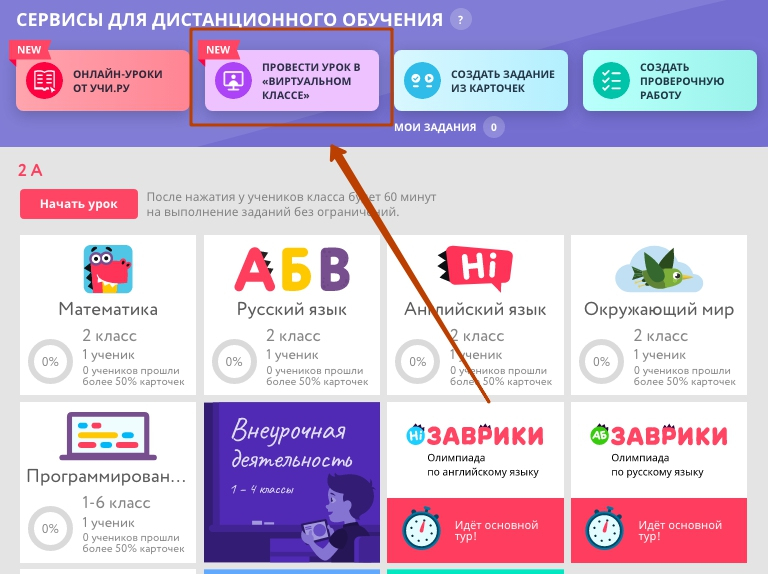 СЕРВИСЫ ДЛЯ ДИСТАНЦИОННОГО ОБУЧЕНИЯ ?
NEW
ОНЛАЙН-УРОКИ
ОТ УЧИ.РУ
NEW
ПРОВЕСТИ УРОК В
«ВИРТУАЛЬНОМ
КЛАССЕ»
СОЗДАТЬ ЗАДАНИЕ
ИЗ КАРТОЧЕК
СОЗДАТЬ
ПРОВЕРОЧНУЮ
РАБОТУ
МОИ ЗАДАНИЯ 0
2 А
Начать урок
После нажатия у учеников класса будет 60 минут
на выполнение заданий без ограничений.
Математика
2 класс
0%
1 ученик
0 учеников прошли
более 50% карточек
АБВ
Русский язык
2 класс
0%
1 ученик
0 учеников прошли
более 50% карточек
Hi
Английский язык
2 класс
0%
1 ученик
0 учеников прошли
более 50% карточек
Окружающий мир
2 класс
0%
1 ученик
0 учеников прошли
более 50% карточек
Программирован...
1-6 класс
0%
1 ученик
0 учеников прошли
более 50% карточек
Внеурочная
деятельность
1 – 4 классы
Hi ЗАВРИКИ
Олимпиада
по английскому языку
Идёт основной
тур!
АБ ЗАВРИКИ
Олимпиада
по русскому языку
Идёт основной
тур!